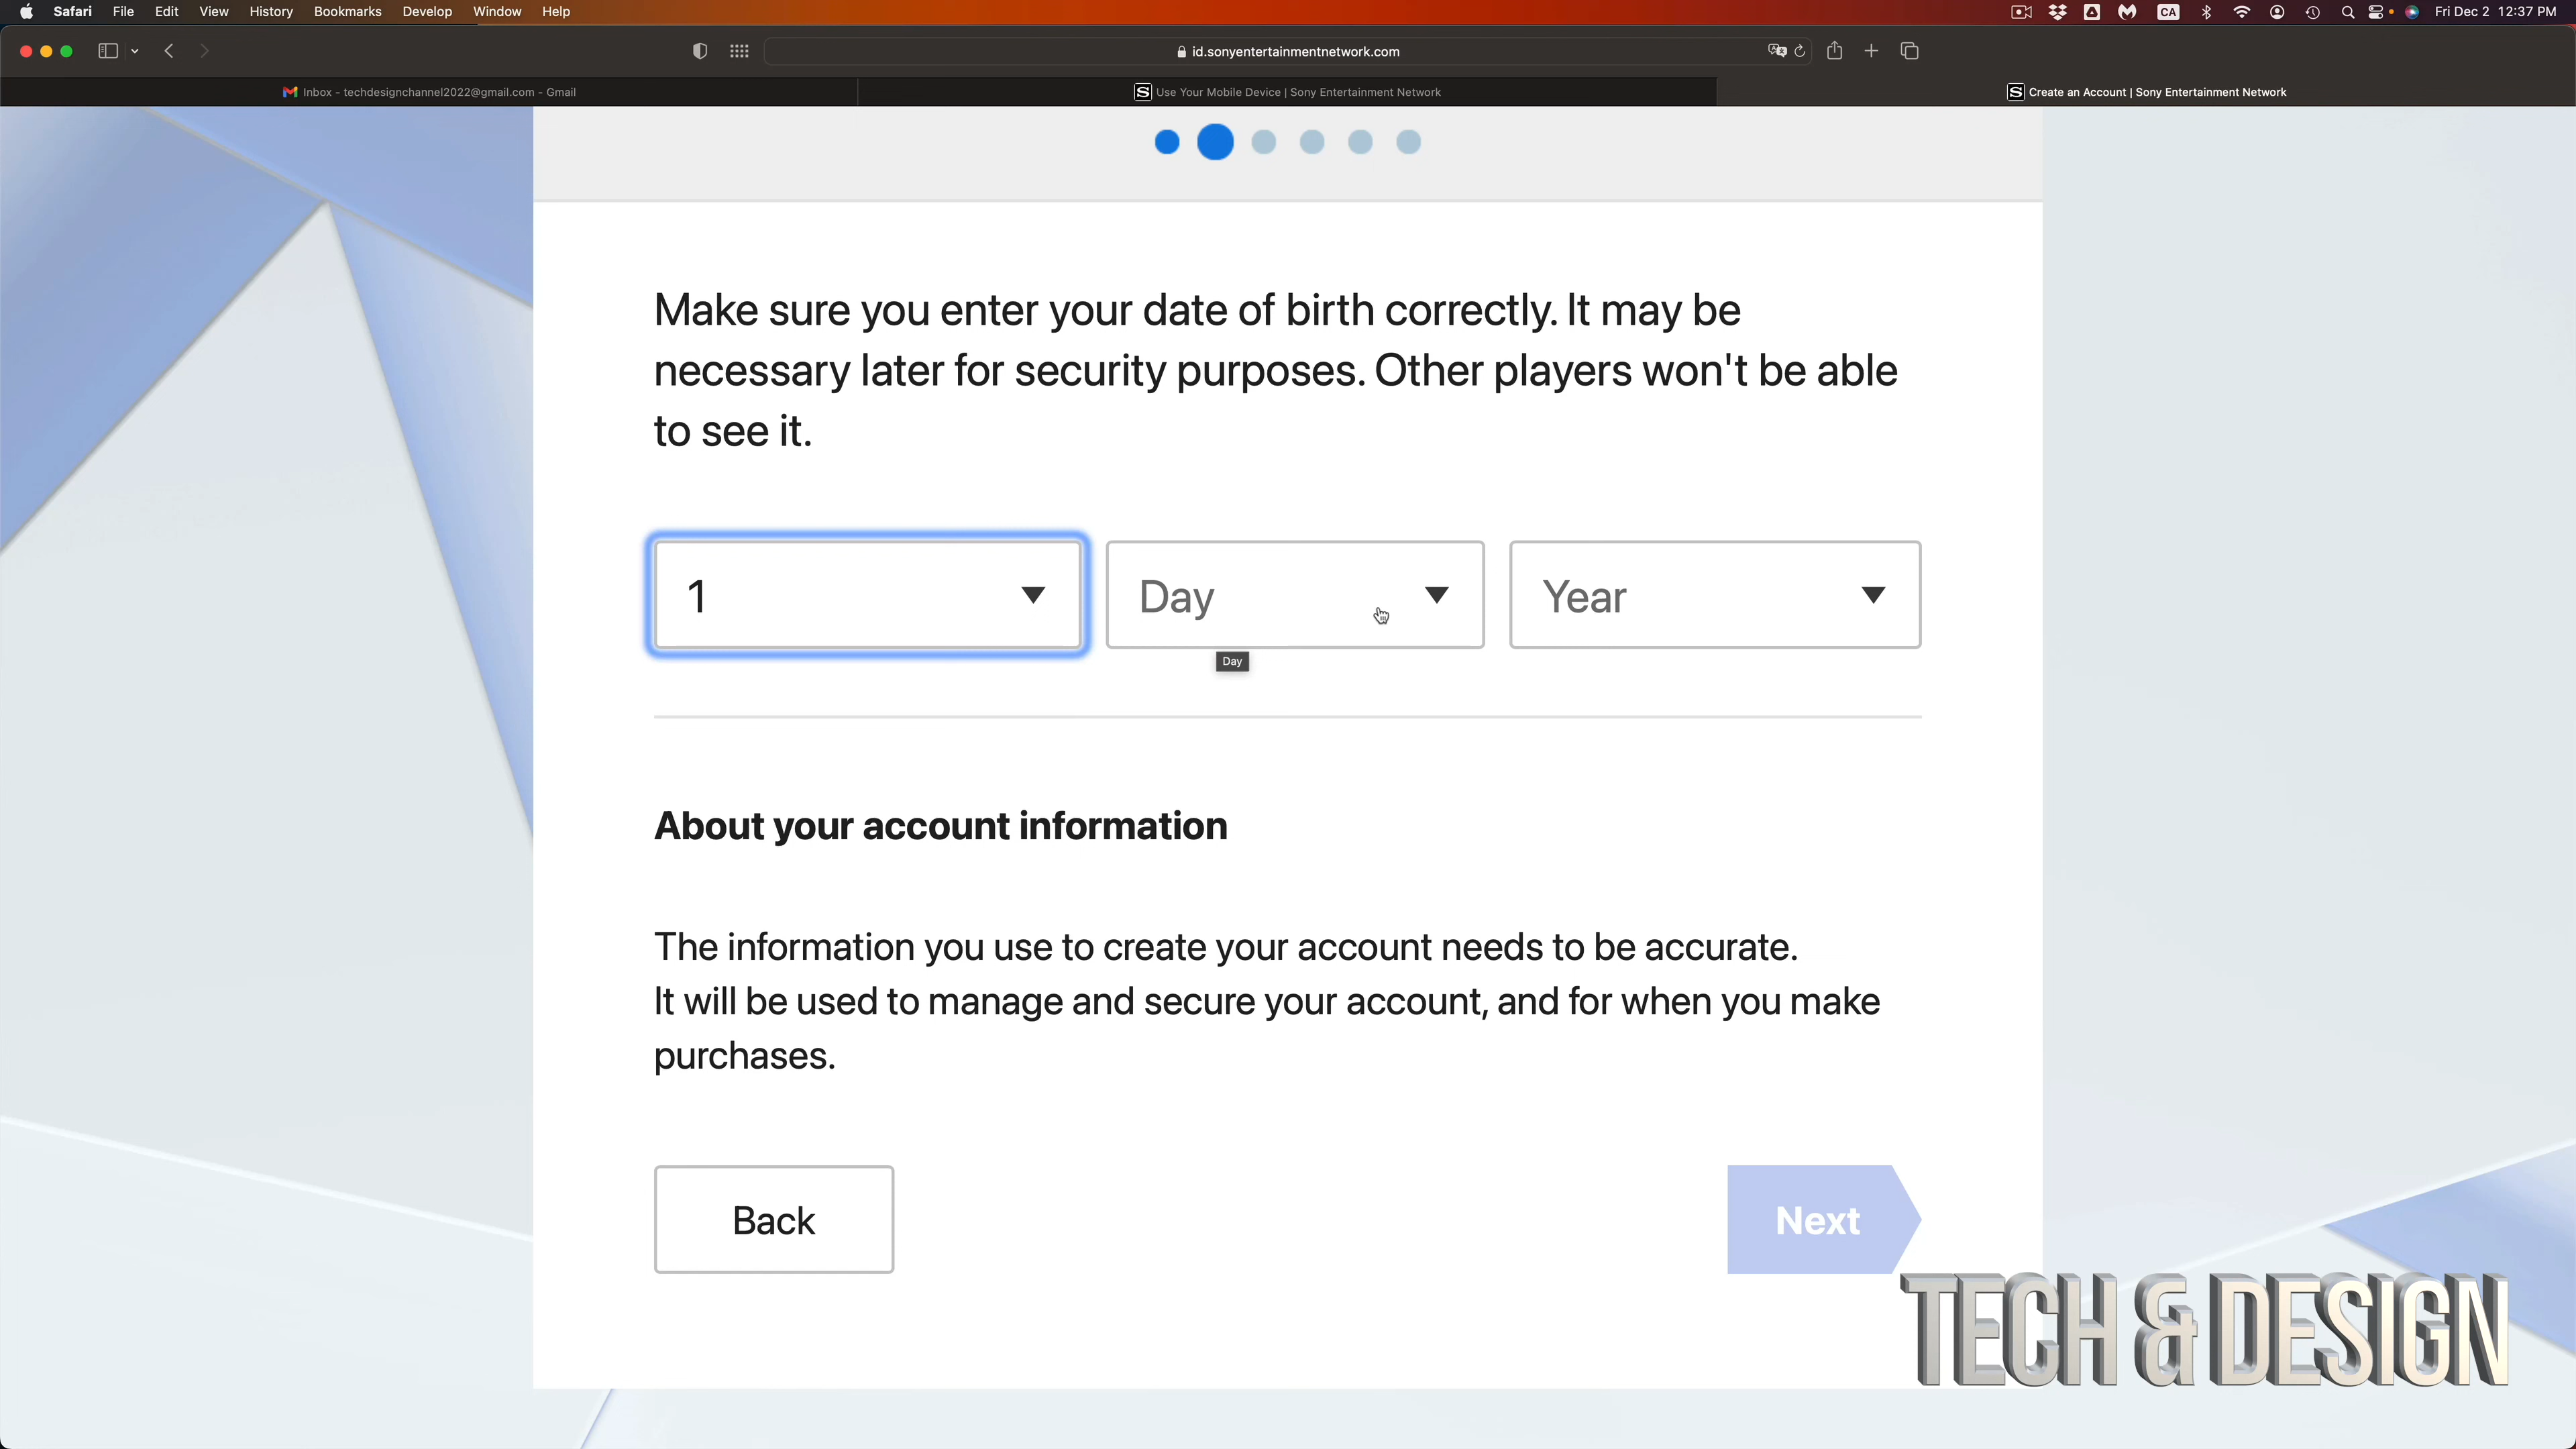 Safari File Edit View History Bookmarks Develop Window Help CA Fri Dec 2 12:37 PM
id.sonyentertainmentnetwork.com
Inbox - techdesignchannel2022@gmail.com - Gmail
S Use Your Mobile Device | Sony Entertainment Network
S Create an Account | Sony Entertainment Network
Make sure you enter your date of birth correctly. It may be
necessary later for security purposes. Other players won't be able
to see it.
1 Day Year
Day
About your account information
The information you use to create your account needs to be accurate.
It will be used to manage and secure your account, and for when you make
purchases.
Back Next
TECH & DESIGN